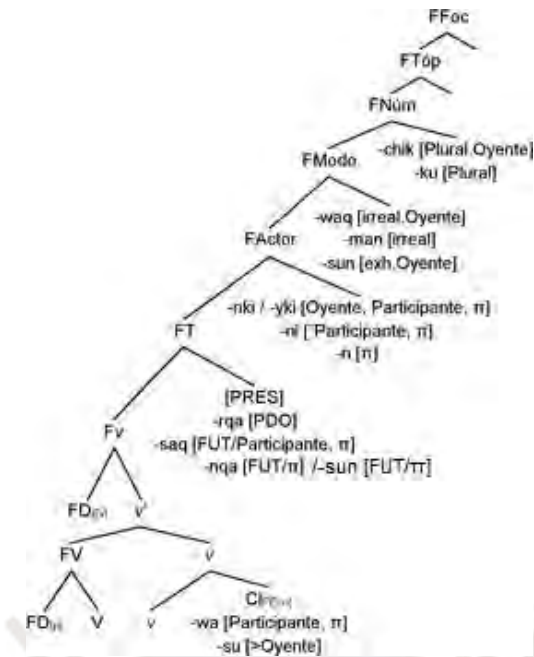 FFoc
FTóp
FNúm
-chik [Plural.Oyente]
-ku [Plural]
FModo
-waq [irreal.Oyente]
-man [irreal]
-sun [exh.Oyente]
FActor
-nki / -yki [Oyente, Participante, π]
-ni [Participante, π]
-n [π]
FT
[PRES]
-rqa [PDO]
-saq [FUT/Participante, π]
-nqa [FUT/π] /-sun [FUT/π]
Fv
FD
v'
FV
v
FD
V
v
Cl
-wa [Participante, π]
-su [>Oyente]